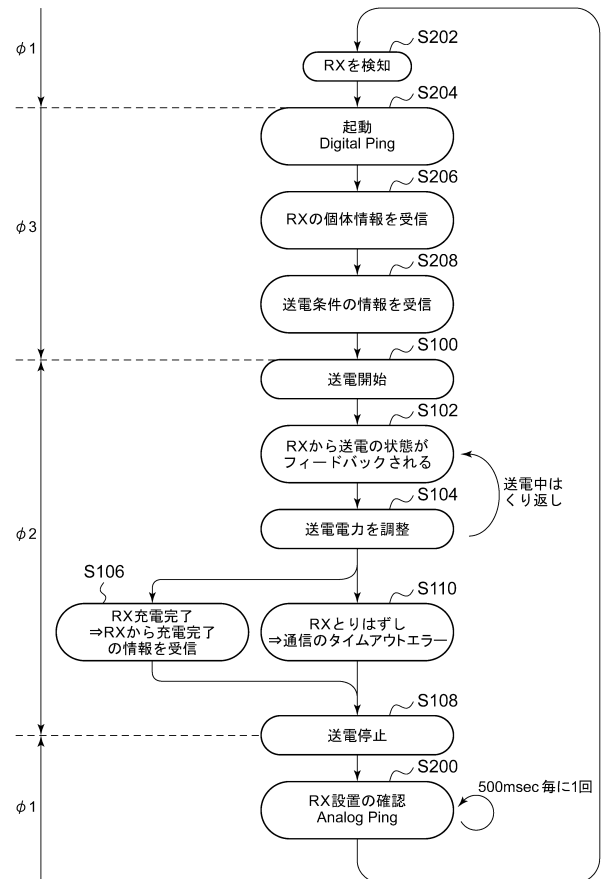 φ1
S202
RXを検知
S204
起動
Digital Ping
S206
RXの個体情報を受信
φ3
S208
送電条件の情報を受信
S100
送電開始
S102
RXから送電の状態が
フィードバックされる
送電中は
くり返し
S104
送電電力を調整
φ2
S106
RX充電完了
⇒RXから充電完了
の情報を受信
S110
RXとりはずし
⇒通信のタイムアウトエラー
S108
送電停止
S200
RX設置の確認
Analog Ping
500msec毎に1回
φ1